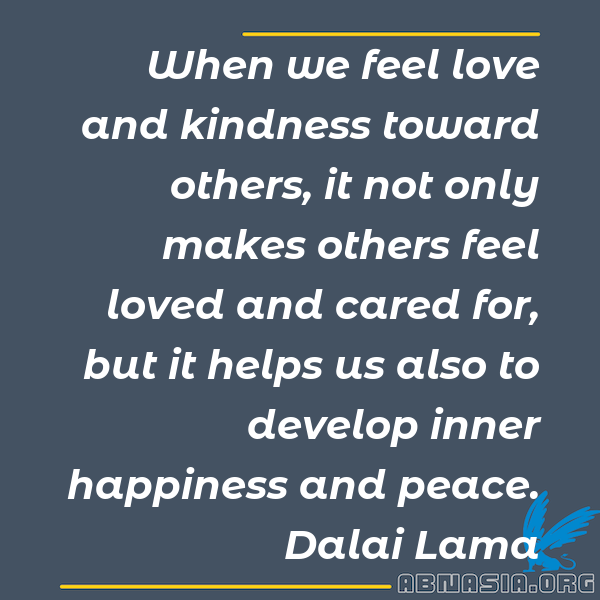 When we feel love
and kindness toward
others, it not only
makes others feel
loved and cared for,
but it helps us also to
develop inner
happiness and peace.
Dalai Lama
ABNASIA.ORG